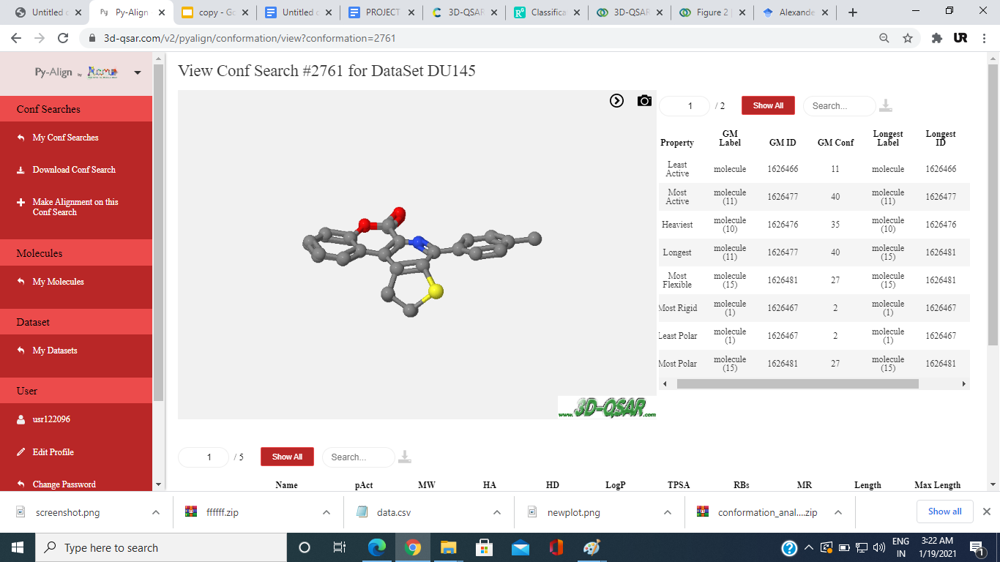 Untitled
Py Py-Align
copy - Go
Untitled
PROJECT
3D-QSAR
Classifica
3D-QSAR
Figure 2
Alexande
3d-qsar.com/v2/pyalign/conformation/view?conformation=2761
UR
Py-Align by
View Conf Search #2761 for DataSet DU145
Conf Searches
My Conf Searches
Download Conf Search
Make Alignment on this
Conf Search
Molecules
My Molecules
Dataset
My Datasets
User
usr122096
Edit Profile
Change Password
1 / 2 Show All Search...
Property GM Label GM ID GM Conf Longest Label Longest ID
Least Active molecule 1626466 11 molecule 1626466
Most Active molecule (11) 1626477 40 molecule (11) 1626477
Heaviest molecule (10) 1626476 35 molecule (10) 1626476
Longest molecule (11) 1626477 40 molecule (15) 1626481
Most Flexible molecule (15) 1626481 27 molecule (15) 1626481
Most Rigid molecule (1) 1626467 2 molecule (1) 1626467
Least Polar molecule (1) 1626467 2 molecule (1) 1626467
Most Polar molecule (15) 1626481 27 molecule (15) 1626481
www.3D-QSAR.com
1 / 5 Show All Search...
Name pAct MW HA HD LogP TPSA RBs MR Length Max Length
screenshot.png
ffffff.zip
data.csv
newplot.png
conformation_anal....zip
Show all
Type here to search
ENG
IN
3:22 AM
1/19/2021
1